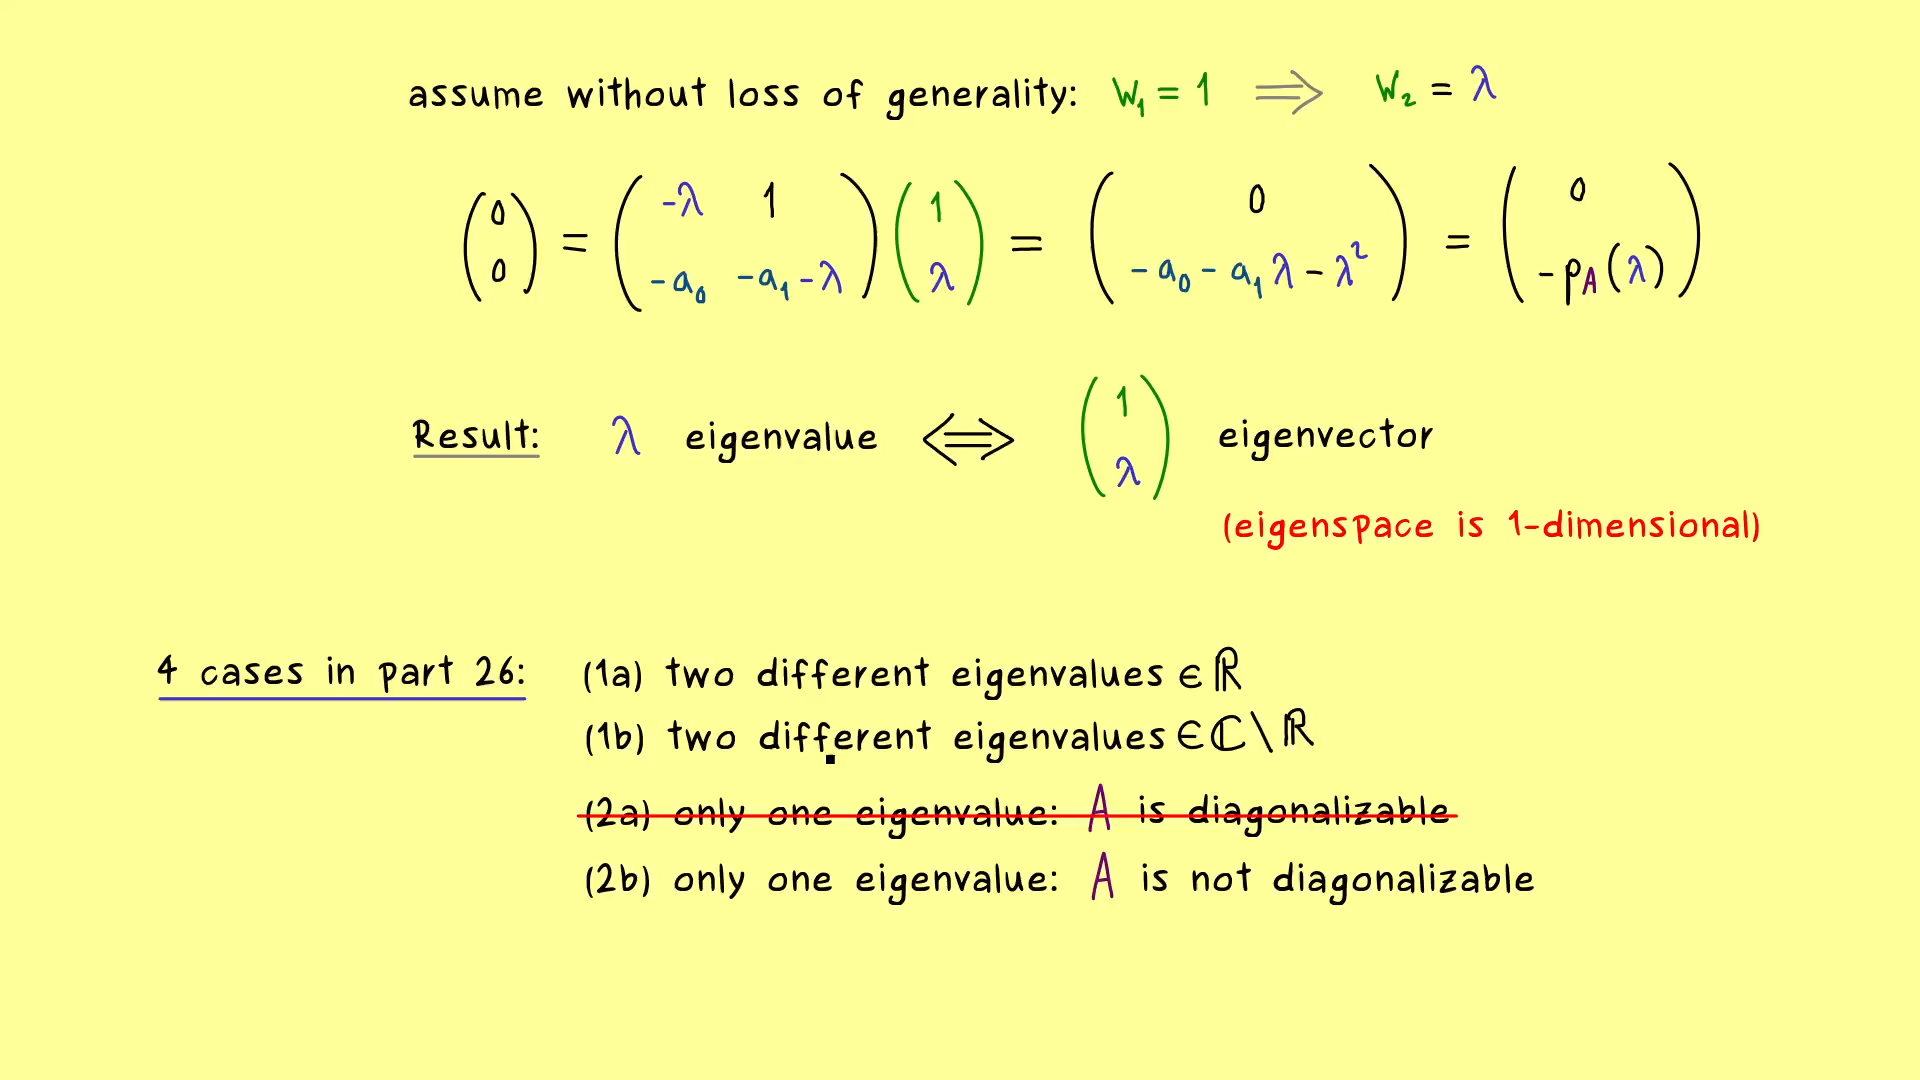 assume without loss of generality: w₁ = 1 ⟹ w₂ = λ
(0 0) = (-λ 1 -a₀ -a₁-λ) (1 λ) = (0 -a₀ - a₁λ - λ²) = (0 -p_A(λ))
Result: λ eigenvalue ⟺ (1 λ) eigenvector
(eigenspace is 1-dimensional)
4 cases in part 26: (1a) two different eigenvalues ∈ ℝ
(1b) two different eigenvalues ∈ ℂ \ ℝ
(2a) only one eigenvalue: A is diagonalizable
(2b) only one eigenvalue: A is not diagonalizable